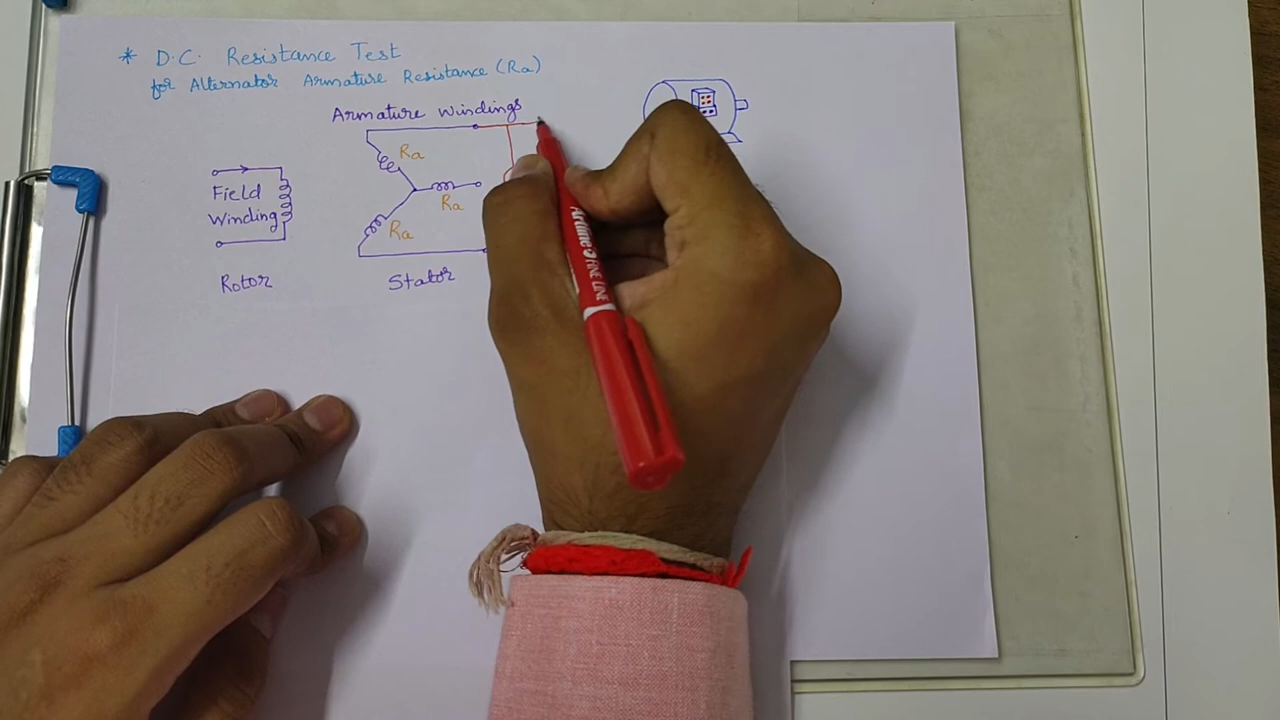 * D.C. Resistance Test
for Alternator Armature Resistance (Ra)
Armature Windings
Ra
Ra
Ra
Field
Winding
Rotor
Stator
Artline FINE LINE